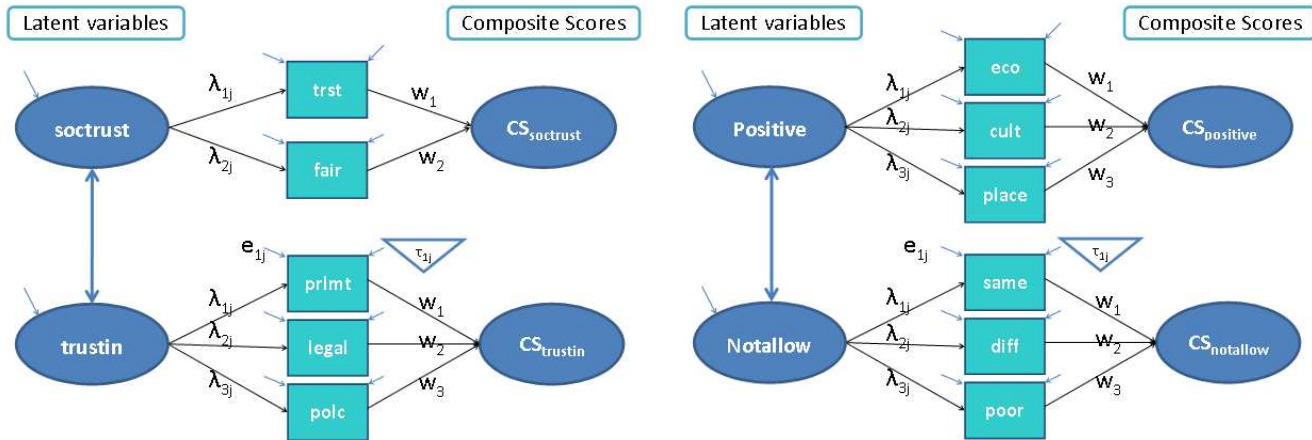 Latent variables
Composite Scores
λ1j
trst
w1
soctrust
CSsoctrust
λ2j
fair
w2
e1j
τ1j
λ1j
prlmt
w1
trustin
λ2j
legal
w2
CStrustin
λ3j
polc
w3
Latent variables
Composite Scores
λ1j
eco
w1
Positive
λ2j
cult
w2
CSpositive
λ3j
place
w3
e1j
τ1j
λ1j
same
w1
Notallow
λ2j
diff
w2
CSnotallow
λ3j
poor
w3